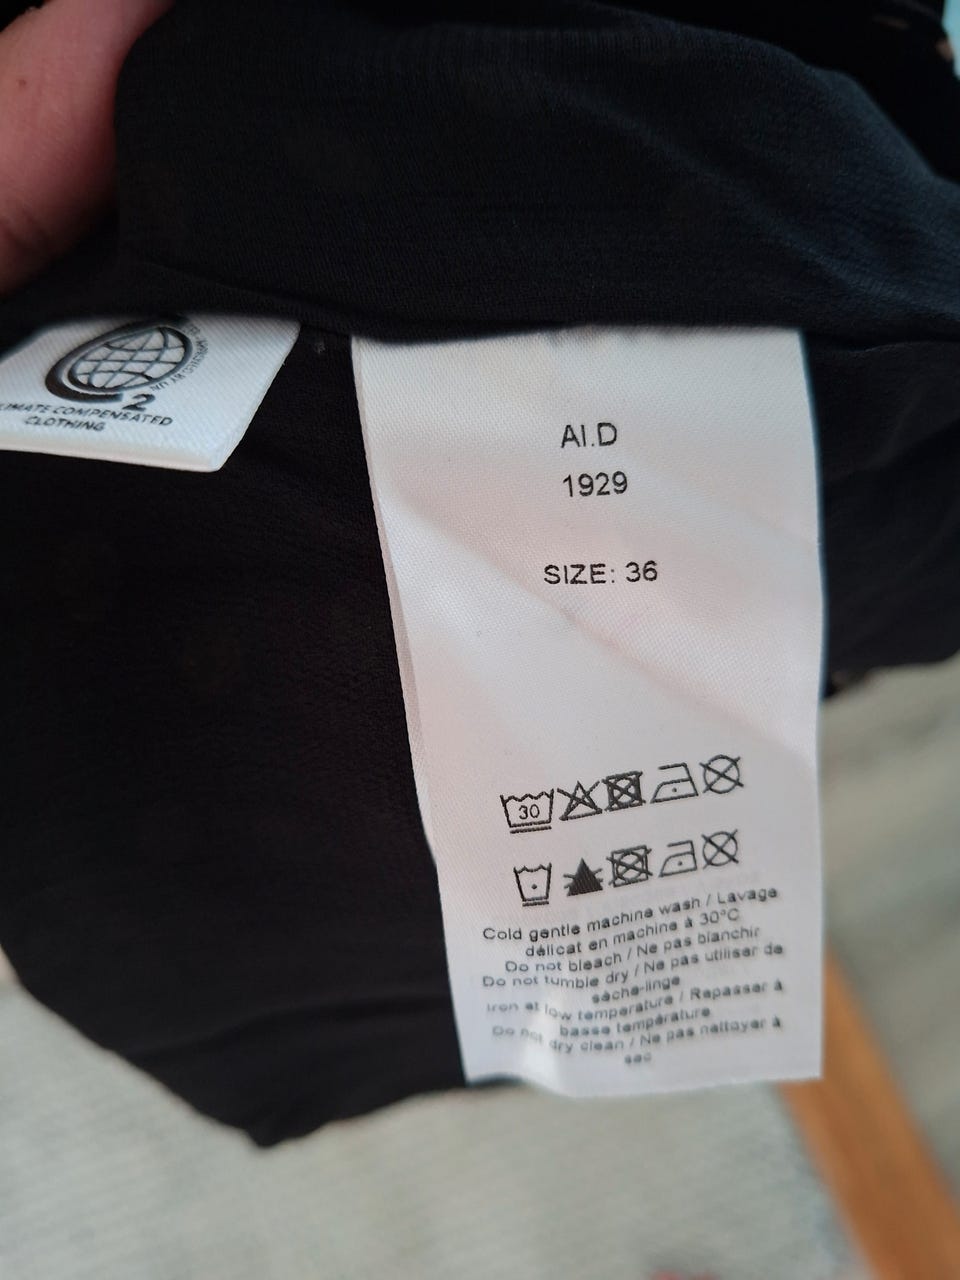 2
CLIMATE COMPENSATED
CLOTHING
AI.D
1929
SIZE: 36
30
Cold gentle machine wash / Lavage
délicat en machine à 30°C
Do not bleach / Ne pas blanchir
Do not tumble dry / Ne pas utiliser de
sèche-linge
Iron at low temperature / Repasser à
basse température
Do not dry clean / Ne pas nettoyer à
sec